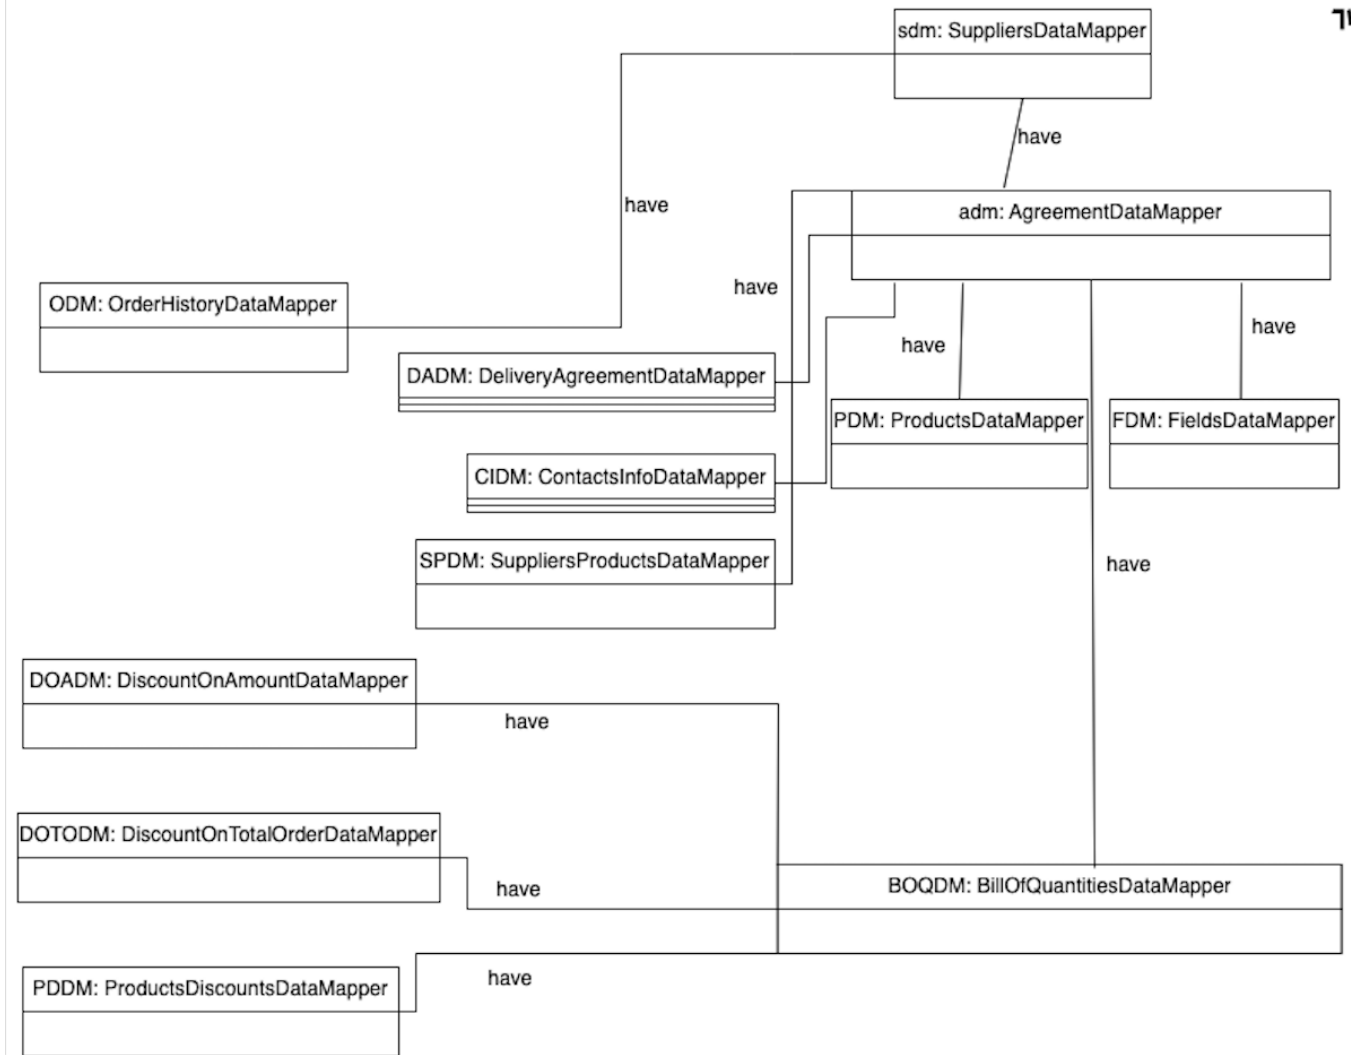 sdm: SuppliersDataMapper
have
adm: AgreementDataMapper
have
have
ODM: OrderHistoryDataMapper
have
have
DADM: DeliveryAgreementDataMapper
PDM: ProductsDataMapper
FDM: FieldsDataMapper
CIDM: ContactsInfoDataMapper
SPDM: SuppliersProductsDataMapper
have
DOADM: DiscountOnAmountDataMapper
have
DOTODM: DiscountOnTotalOrderDataMapper
have
BOQDM: BillOfQuantitiesDataMapper
have
PDDM: ProductsDiscountsDataMapper